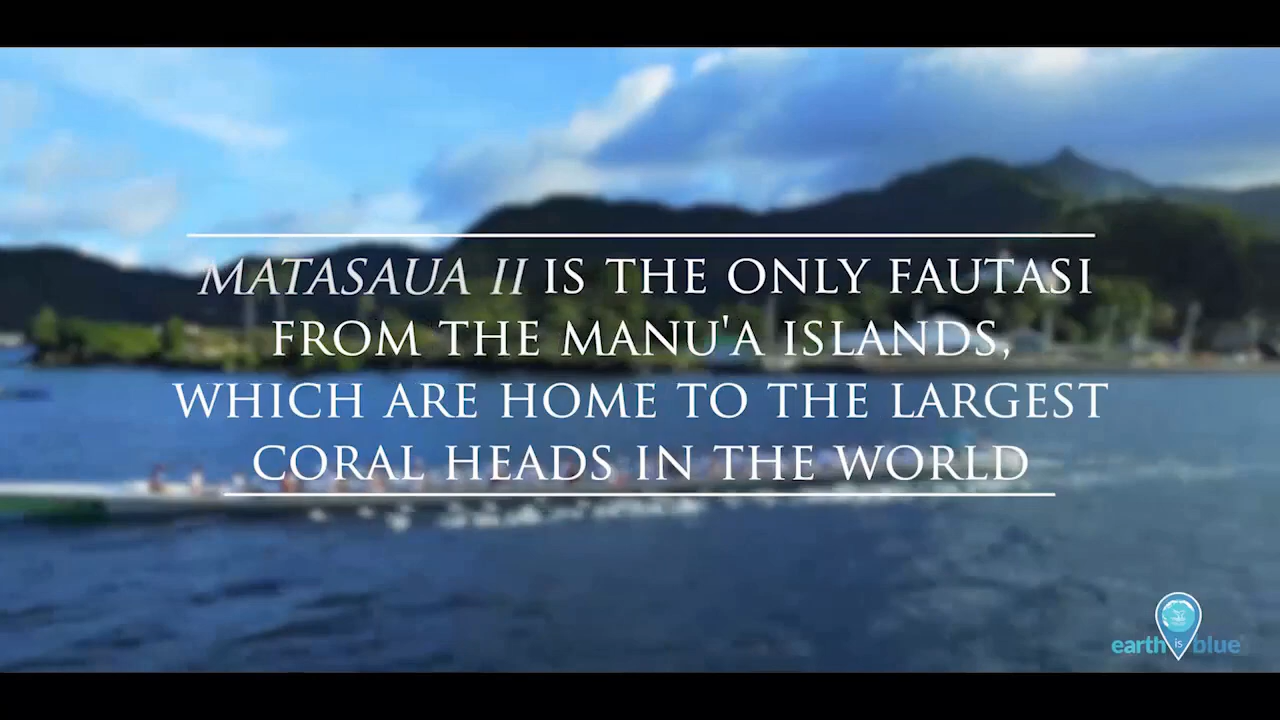 MATASAUA II IS THE ONLY FAUTASI
FROM THE MANU'A ISLANDS,
WHICH ARE HOME TO THE LARGEST
CORAL HEADS IN THE WORLD
earth is blue